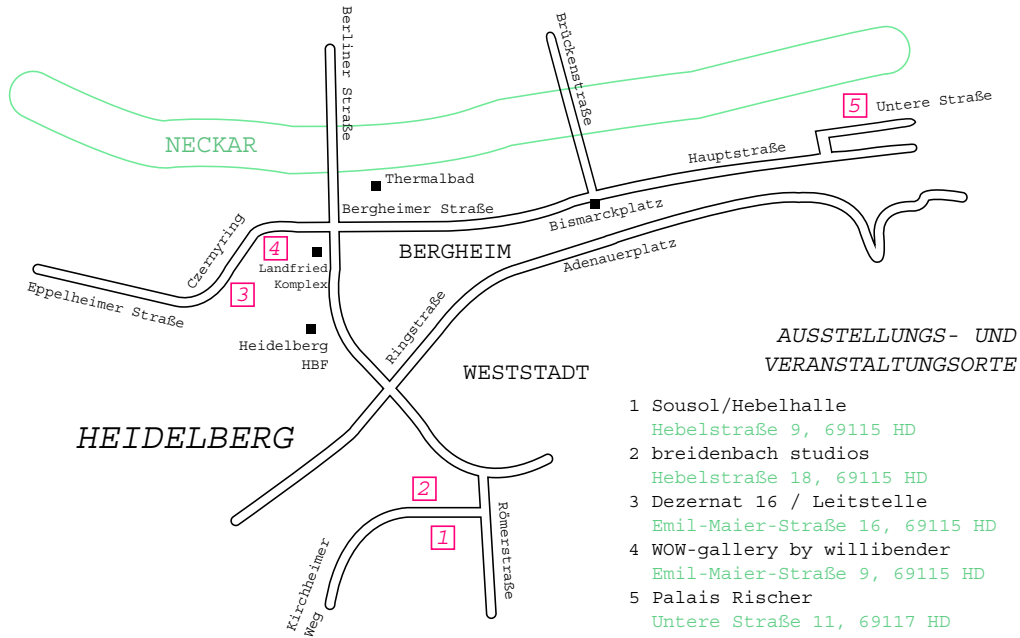 Berliner Straße
Brückenstraße
5 Untere Straße
NECKAR
Hauptstraße
Thermalbad
Bergheimer Straße
Bismarckplatz
Czernyring
4
BERGHEIM
Adenauerplatz
Landfried
Komplex
Eppelheimer Straße
3
Ringstraße
Heidelberg
HBF
WESTSTADT
HEIDELBERG
2
1
Römerstraße
Kirchheimer
Weg
AUSSTELLUNGS- UND
VERANSTALTUNGSORTE
1 Sousol/Hebelhalle
Hebelstraße 9, 69115 HD
2 breidenbach studios
Hebelstraße 18, 69115 HD
3 Dezernat 16 / Leitstelle
Emil-Maier-Straße 16, 69115 HD
4 WOW-gallery by willibender
Emil-Maier-Straße 9, 69115 HD
5 Palais Rischer
Untere Straße 11, 69117 HD